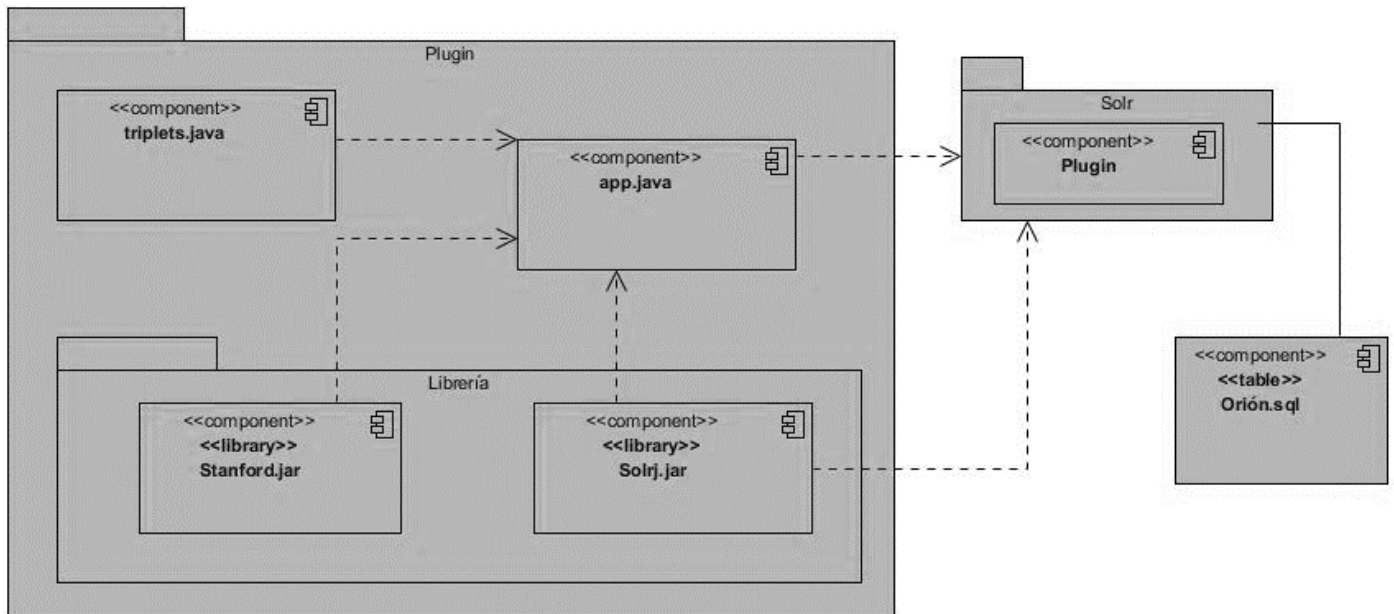 Plugin
<<component>>
triplets.java
<<component>>
app.java
Librería
<<component>>
<<library>>
Stanford.jar
<<component>>
<<library>>
Solrj.jar
Solr
<<component>>
Plugin
<<component>>
<<table>>
Orión.sql